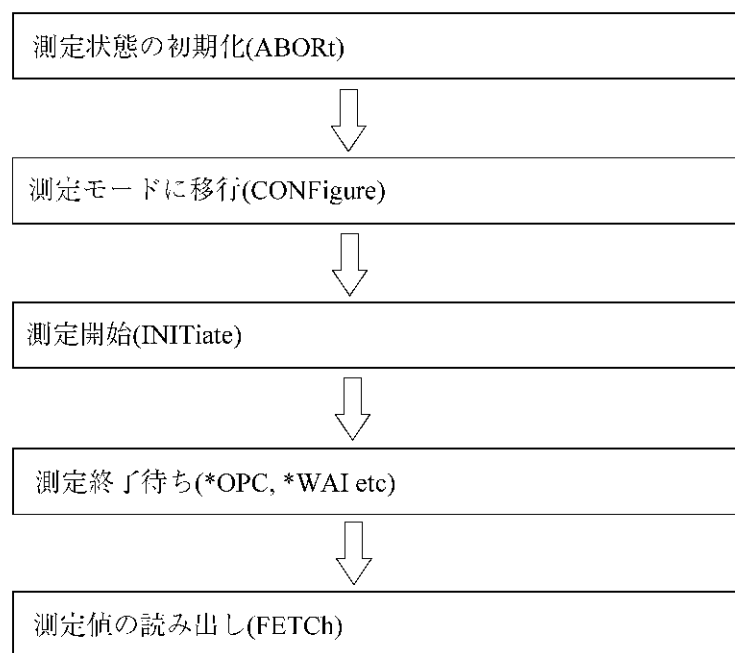 測定状態の初期化(ABORt)
測定モードに移行(CONFigure)
測定開始(INITiate)
測定終了待ち(*OPC, *WAI etc)
測定値の読み出し(FETCh)